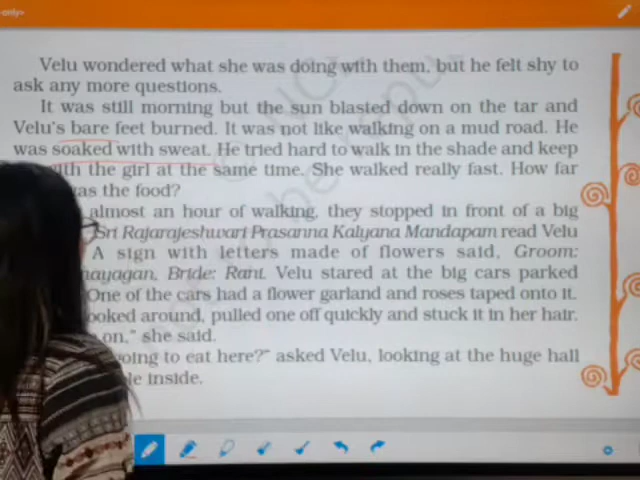 Velu wondered what she was doing with them, but he felt shy to
ask any more questions.
It was still morning but the sun blasted down on the tar and
Velu's bare feet burned. It was not like walking on a mud road. He
was soaked with sweat. He tried hard to walk in the shade and keep
the girl at the same time. She walked really fast. How far
the food?
almost an hour of walking, they stopped in front of a big
Sri Rajarajeshwari Prasanna Kalyana Mandapam read Velu
A sign with letters made of flowers said, Groom:
Bride: Rani. Velu stared at the big cars parked
One of the cars had a flower garland and roses taped onto it.
around, pulled one off quickly and stuck it in her hair.
on," she said.
to eat here?" asked Velu, looking at the huge hall
inside.